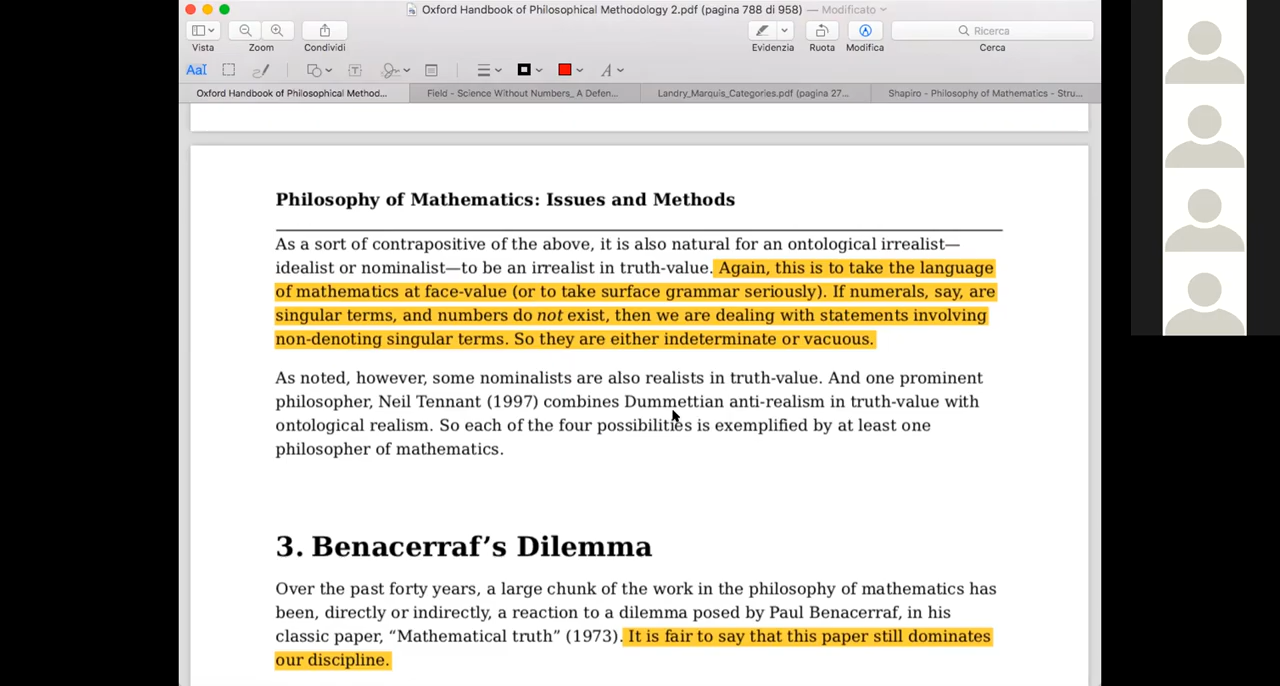 Oxford Handbook of Philosophical Methodology 2.pdf (pagina 788 di 958) — Modificato
Vista
Zoom
Condividi
Evidenzia
Ruota
Modifica
Ricerca
Cerca
AaI
T
A
Oxford Handbook of Philosophical Method...
Field - Science Without Numbers_ A Defen...
Landry_Marquis_Categories.pdf (pagina 27...
Shapiro - Philosophy of Mathematics - Stru...
Philosophy of Mathematics: Issues and Methods
As a sort of contrapositive of the above, it is also natural for an ontological irrealist—
idealist or nominalist—to be an irrealist in truth-value. Again, this is to take the language
of mathematics at face-value (or to take surface grammar seriously). If numerals, say, are
singular terms, and numbers do not exist, then we are dealing with statements involving
non-denoting singular terms. So they are either indeterminate or vacuous.
As noted, however, some nominalists are also realists in truth-value. And one prominent
philosopher, Neil Tennant (1997) combines Dummettian anti-realism in truth-value with
ontological realism. So each of the four possibilities is exemplified by at least one
philosopher of mathematics.
3. Benacerraf’s Dilemma
Over the past forty years, a large chunk of the work in the philosophy of mathematics has
been, directly or indirectly, a reaction to a dilemma posed by Paul Benacerraf, in his
classic paper, “Mathematical truth” (1973). It is fair to say that this paper still dominates
our discipline.